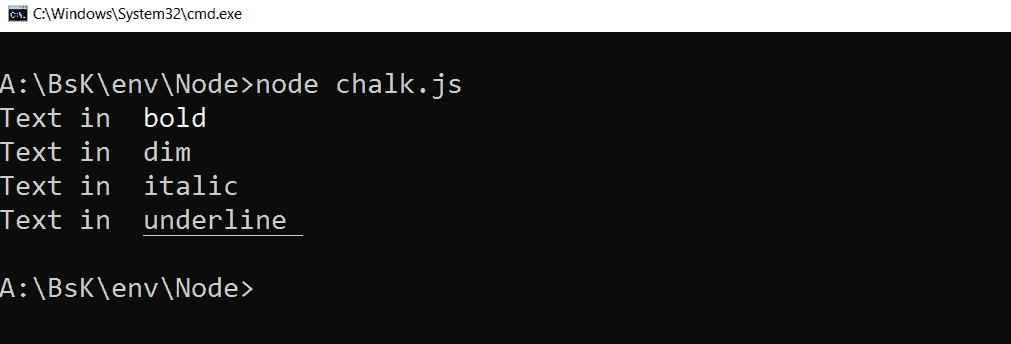 C:\Windows\System32\cmd.exe
A:\BsK\env\Node>node chalk.js
Text in  bold
Text in  dim
Text in  italic
Text in  underline
A:\BsK\env\Node>